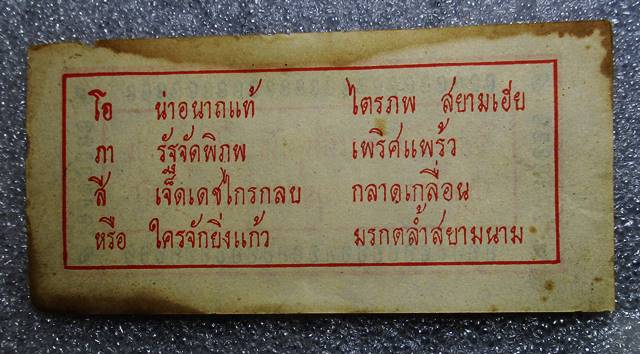 โอ น่าอนาถแท้ ไตรภพ สยามเฮ้ย
ภา รัฐจัดพิภพ เพริศแพร้ว
ลี เจ็ดเดชไกรกลบ กลาดเกลื่อน
หรือ ใครจักยิ่งแก้ว มรกตล้ำสยามนาม